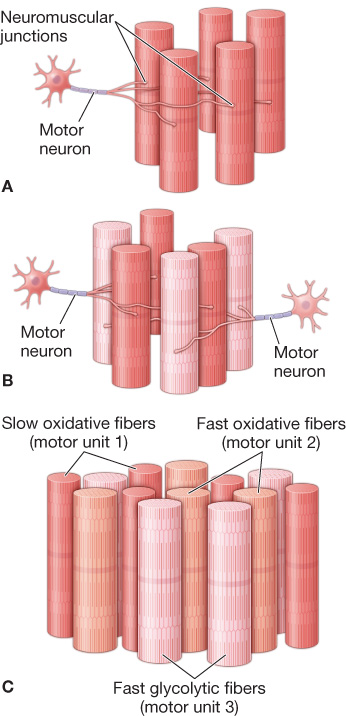 Neuromuscular
junctions
Motor
neuron
A
Motor
neuron
Motor
neuron
B
Slow oxidative fibers
(motor unit 1)
Fast oxidative fibers
(motor unit 2)
C
Fast glycolytic fibers
(motor unit 3)